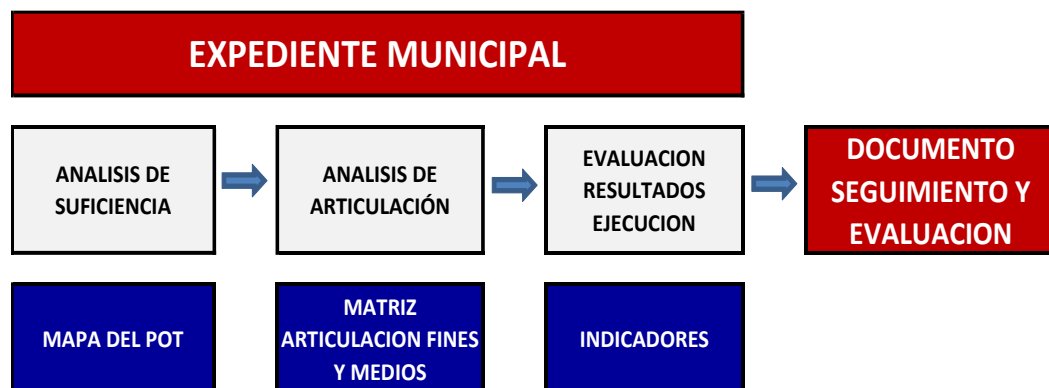 EXPEDIENTE MUNICIPAL
ANALISIS DE
SUFICIENCIA
ANALISIS DE
ARTICULACIÓN
EVALUACION
RESULTADOS
EJECUCION
DOCUMENTO
SEGUIMIENTO Y
EVALUACION
MAPA DEL POT
MATRIZ
ARTICULACION FINES
Y MEDIOS
INDICADORES